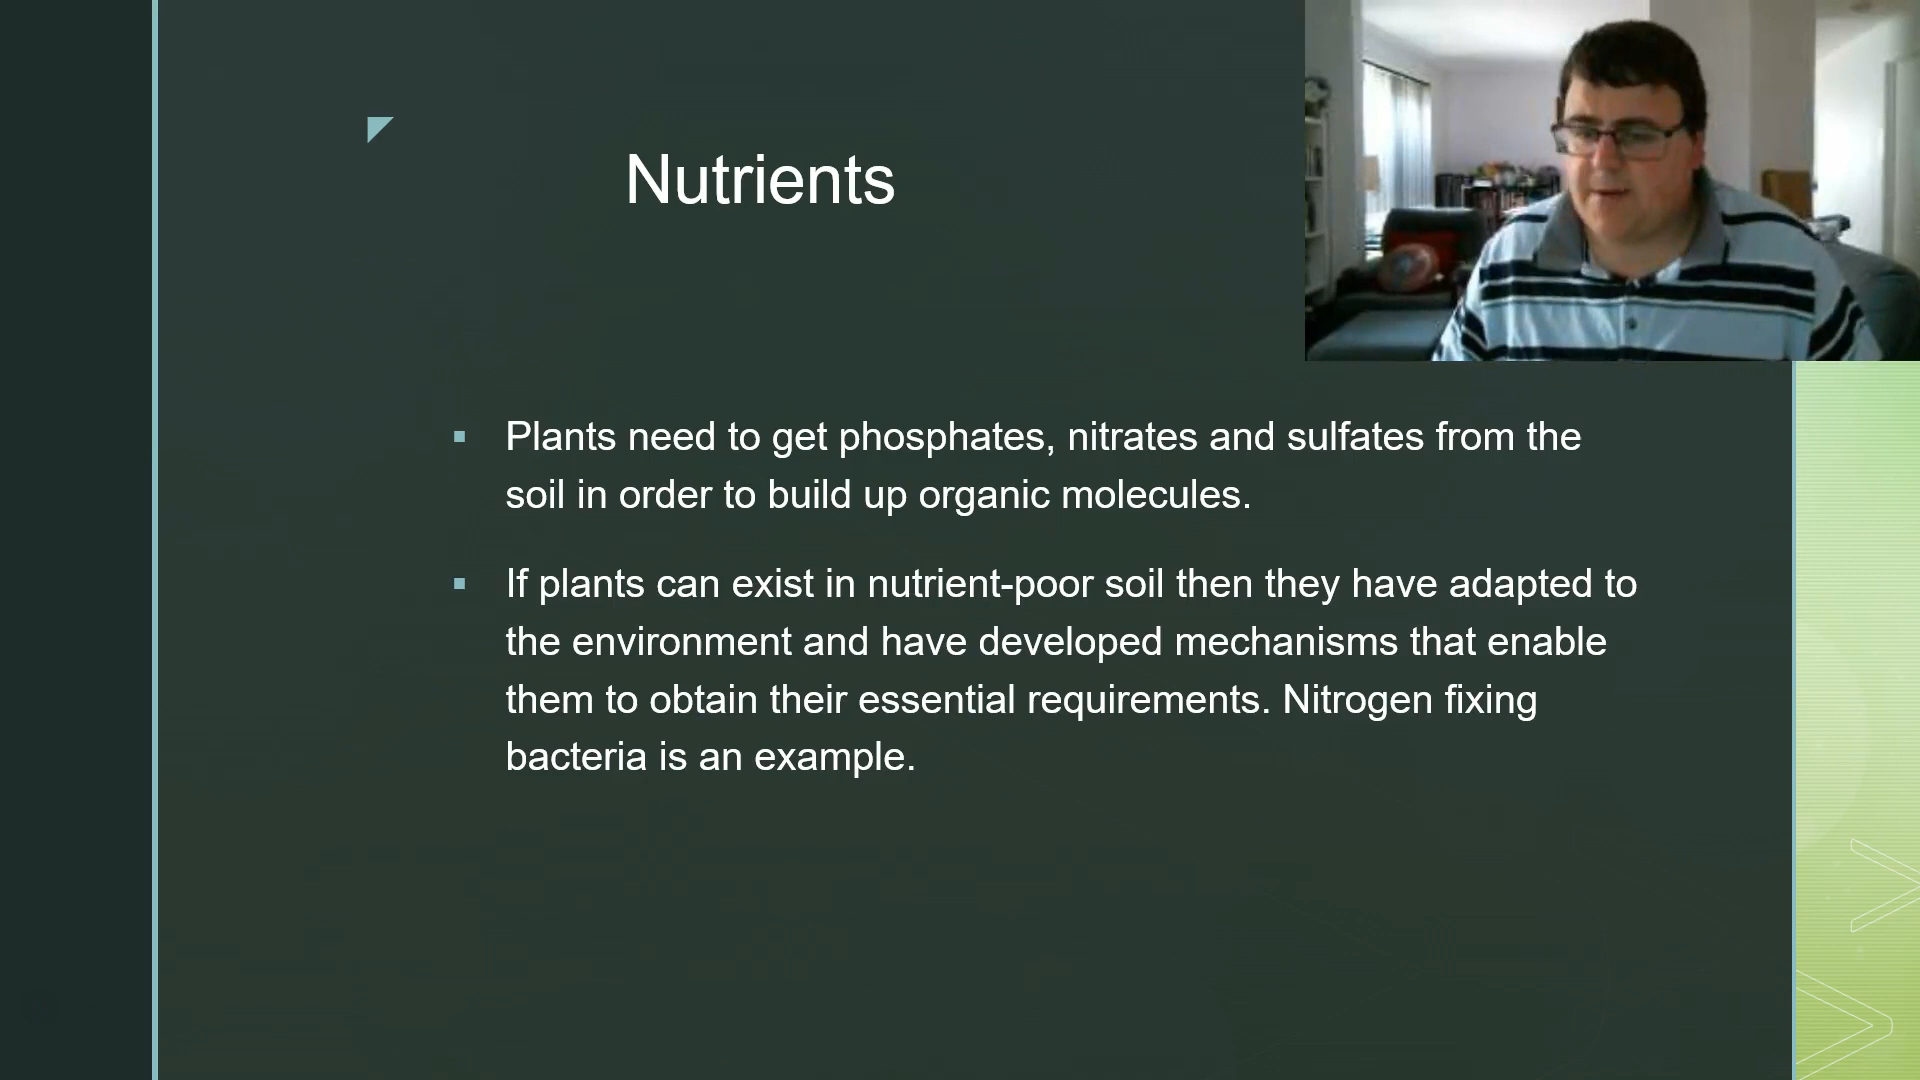 Nutrients
Plants need to get phosphates, nitrates and sulfates from the
soil in order to build up organic molecules.
If plants can exist in nutrient-poor soil then they have adapted to
the environment and have developed mechanisms that enable
them to obtain their essential requirements. Nitrogen fixing
bacteria is an example.